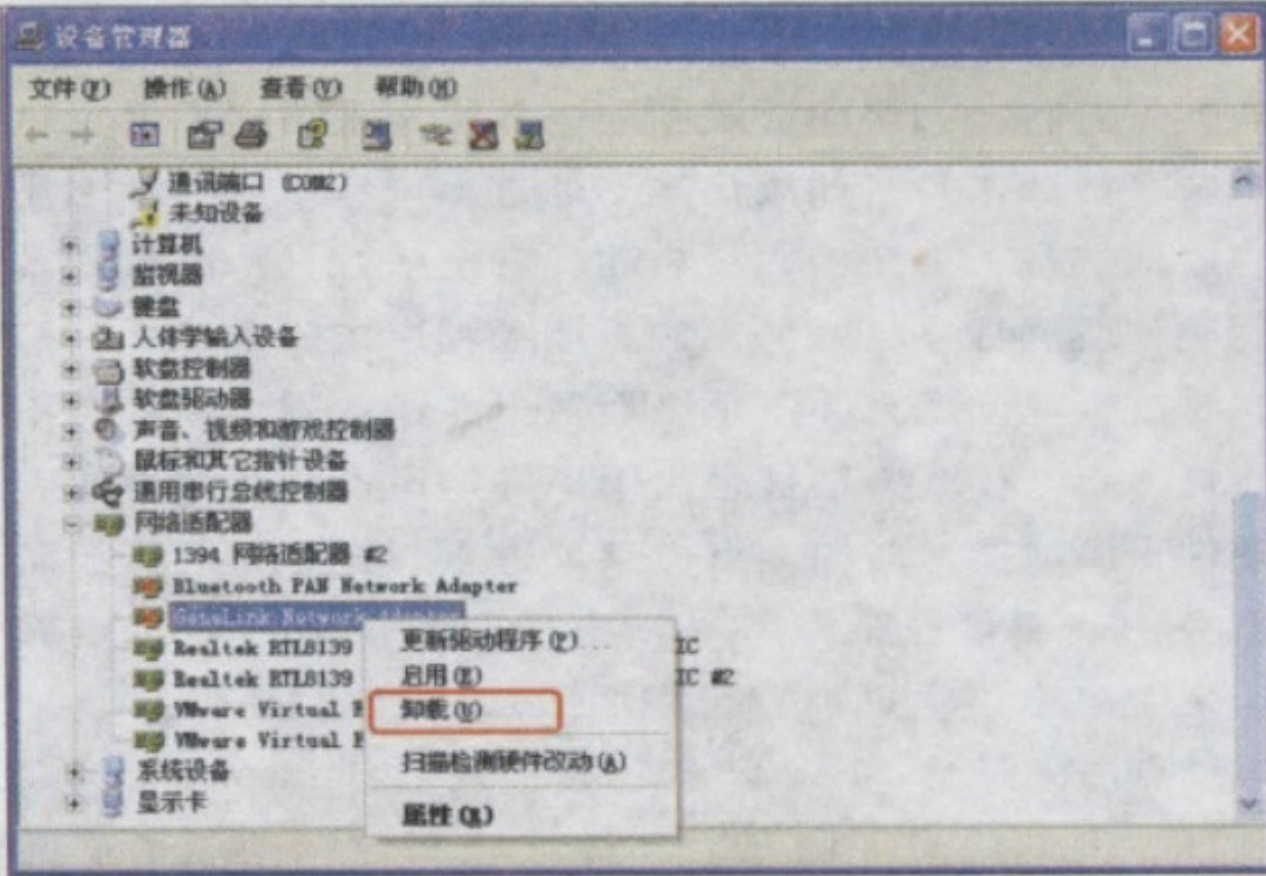 设备管理器
文件(F) 操作(A) 查看(V) 帮助(H)
通讯端口 (COM2)
未知设备
计算机
监视器
键盘
人体学输入设备
软盘控制器
软盘驱动器
声音、视频和游戏控制器
鼠标和其它指针设备
通用串行总线控制器
网络适配器
1394 网络适配器 #2
Bluetooth PAN Network Adapter
GeneLink Network Adapter
Realtek RTL8139 IC
Realtek RTL8139 IC #2
VMware Virtual E
VMware Virtual E
系统设备
显示卡
更新驱动程序(P)...
启用(E)
卸载(U)
扫描检测硬件改动(A)
属性(R)